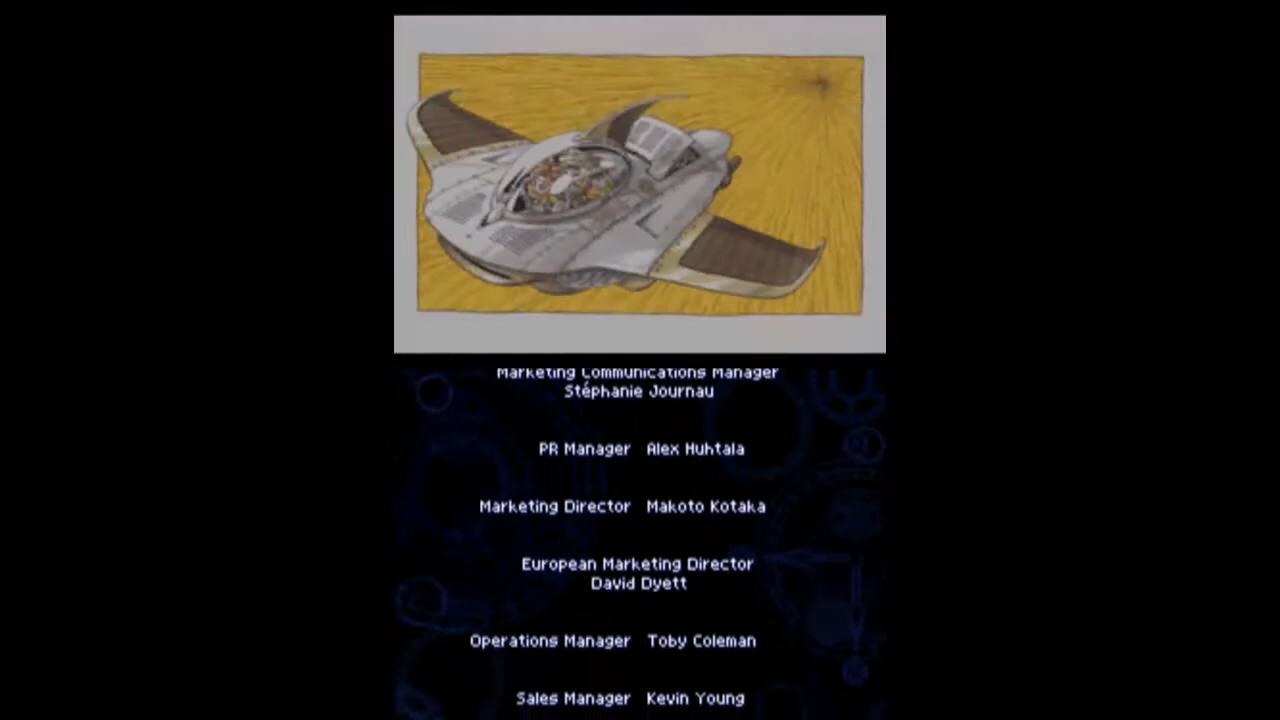 Marketing Communications Manager
Stéphanie Journau
PR Manager Alex Huhtala
Marketing Director Makoto Kotaka
European Marketing Director
David Dyett
Operations Manager Toby Coleman
Sales Manager Kevin Young